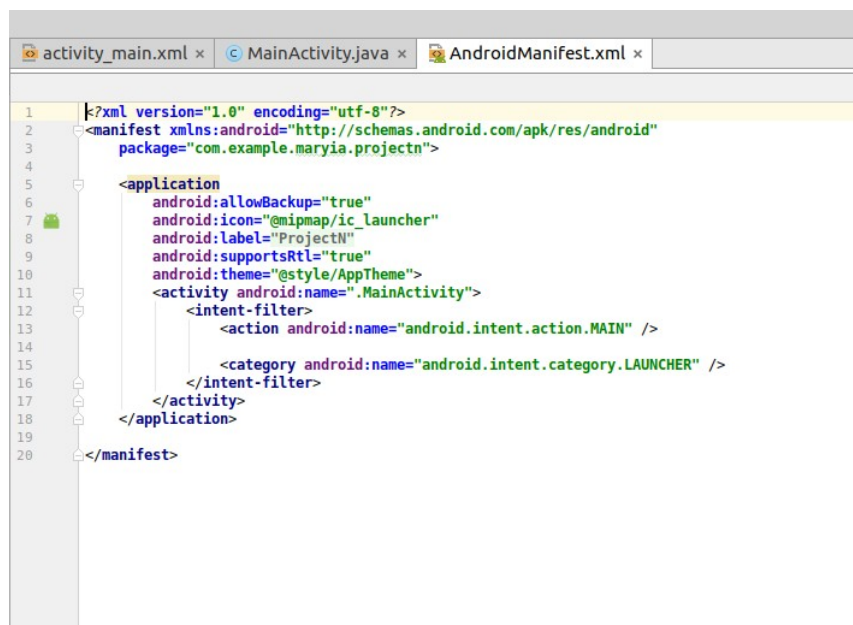 activity_main.xml × MainActivity.java × AndroidManifest.xml ×
1 <?xml version="1.0" encoding="utf-8"?>
2 <manifest xmlns:android="http://schemas.android.com/apk/res/android"
3 package="com.example.maryia.projectn">
4
5 <application
6 android:allowBackup="true"
7 android:icon="@mipmap/ic_launcher"
8 android:label="ProjectN"
9 android:supportsRtl="true"
10 android:theme="@style/AppTheme">
11 <activity android:name=".MainActivity">
12 <intent-filter>
13 <action android:name="android.intent.action.MAIN" />
14
15 <category android:name="android.intent.category.LAUNCHER" />
16 </intent-filter>
17 </activity>
18 </application>
19
20 </manifest>